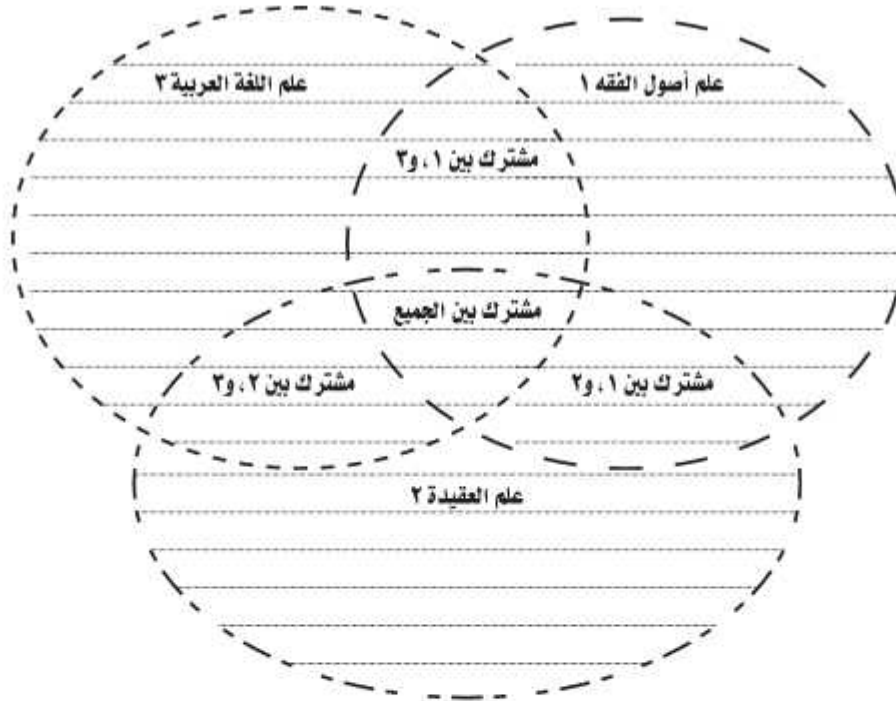 علم أصول الفقه ١
علم اللغة العربية ٣
مشترك بين ١، و٣
مشترك بين الجميع
مشترك بين ١، و٢
مشترك بين ٢، و٣
علم العقيدة ٢